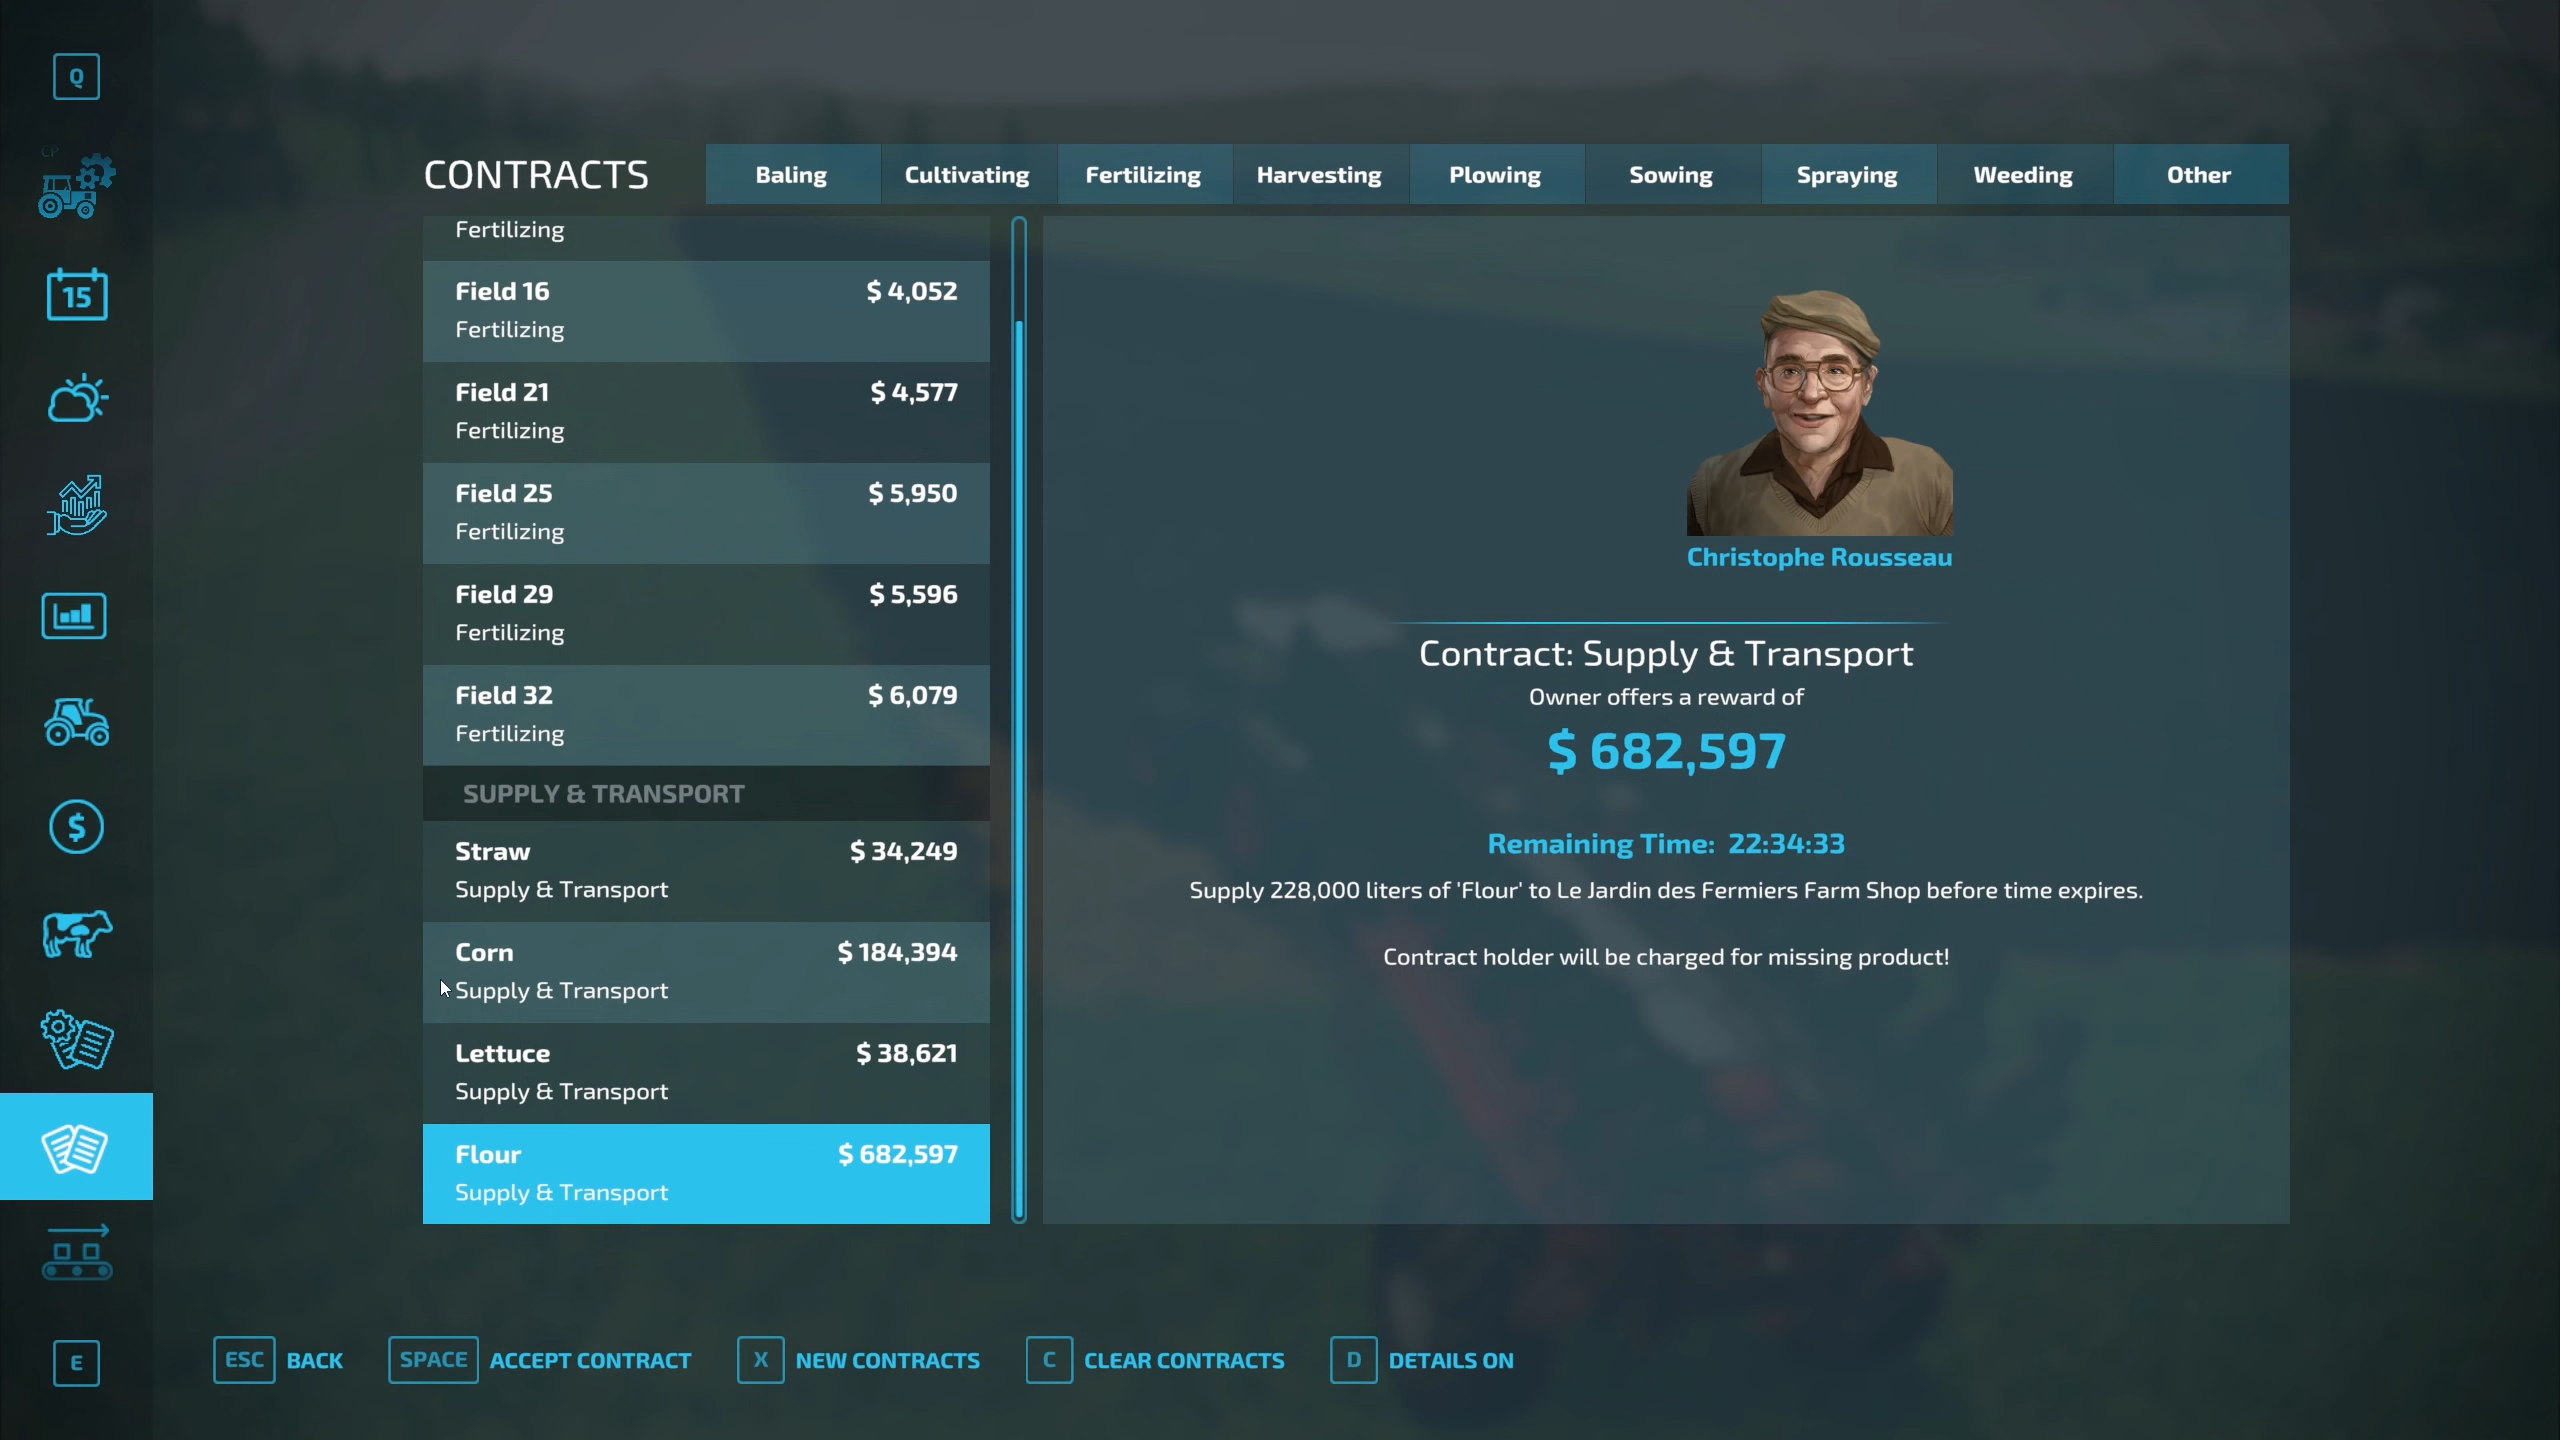 Q
CP
15
CONTRACTS
Baling
Cultivating
Fertilizing
Harvesting
Plowing
Sowing
Spraying
Weeding
Other
Fertilizing
Field 16 $ 4,052
Fertilizing
Field 21 $ 4,577
Fertilizing
Field 25 $ 5,950
Fertilizing
Field 29 $ 5,596
Fertilizing
Field 32 $ 6,079
Fertilizing
SUPPLY & TRANSPORT
Straw $ 34,249
Supply & Transport
Corn $ 184,394
Supply & Transport
Lettuce $ 38,621
Supply & Transport
Flour $ 682,597
Supply & Transport
Christophe Rousseau
Contract: Supply & Transport
Owner offers a reward of
$ 682,597
Remaining Time: 22:34:33
Supply 228,000 liters of 'Flour' to Le Jardin des Fermiers Farm Shop before time expires.
Contract holder will be charged for missing product!
$
E
ESC BACK
SPACE ACCEPT CONTRACT
X NEW CONTRACTS
C CLEAR CONTRACTS
D DETAILS ON